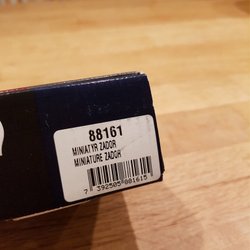 88161
MINIATYR ZADOR
MINIATURE ZADOR
7 392505 881615